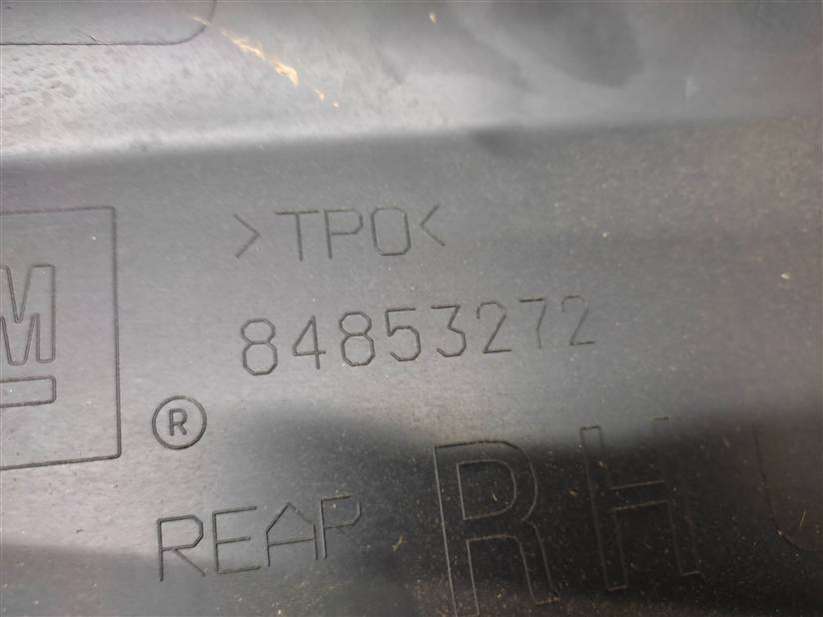 >TPO<
84853272
M
®
REAR
RH